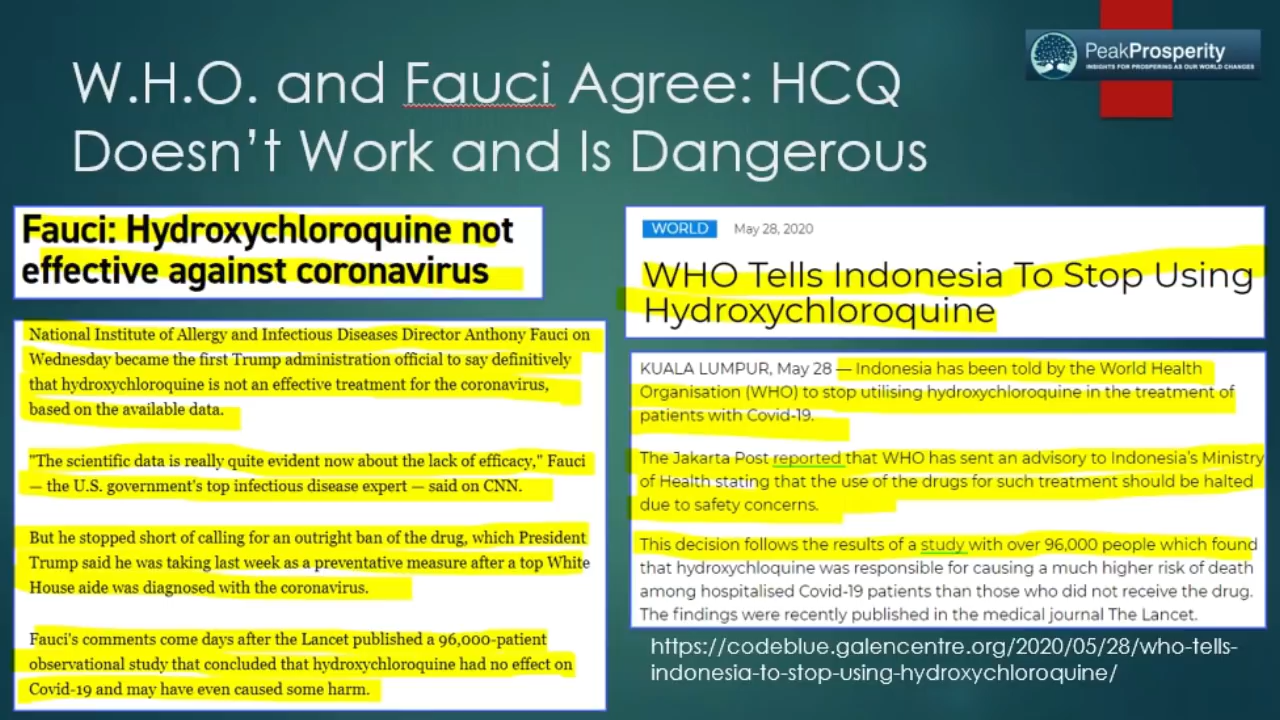 PeakProsperity
INSIGHTS FOR PROSPERING AS OUR WORLD CHANGES
W.H.O. and Fauci Agree: HCQ
Doesn’t Work and Is Dangerous
Fauci: Hydroxychloroquine not
effective against coronavirus
National Institute of Allergy and Infectious Diseases Director Anthony Fauci on
Wednesday became the first Trump administration official to say definitively
that hydroxychloroquine is not an effective treatment for the coronavirus,
based on the available data.
"The scientific data is really quite evident now about the lack of efficacy," Fauci
— the U.S. government's top infectious disease expert — said on CNN.
But he stopped short of calling for an outright ban of the drug, which President
Trump said he was taking last week as a preventative measure after a top White
House aide was diagnosed with the coronavirus.
Fauci's comments come days after the Lancet published a 96,000-patient
observational study that concluded that hydroxychloroquine had no effect on
Covid-19 and may have even caused some harm.
WORLD May 28, 2020
WHO Tells Indonesia To Stop Using
Hydroxychloroquine
KUALA LUMPUR, May 28 — Indonesia has been told by the World Health
Organisation (WHO) to stop utilising hydroxychloroquine in the treatment of
patients with Covid-19.
The Jakarta Post reported that WHO has sent an advisory to Indonesia's Ministry
of Health stating that the use of the drugs for such treatment should be halted
due to safety concerns.
This decision follows the results of a study with over 96,000 people which found
that hydroxychloquine was responsible for causing a much higher risk of death
among hospitalised Covid-19 patients than those who did not receive the drug.
The findings were recently published in the medical journal The Lancet.
https://codeblue.galencentre.org/2020/05/28/who-tells-
indonesia-to-stop-using-hydroxychloroquine/